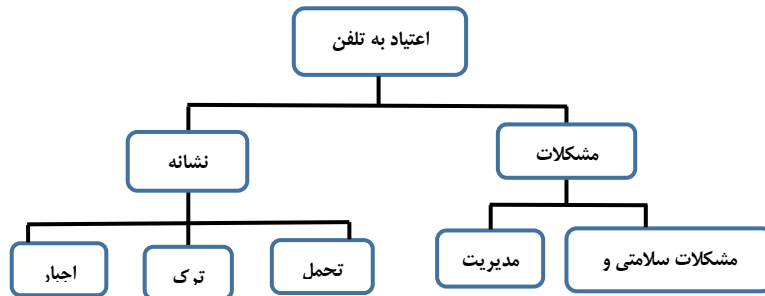 اعتیاد به تلفن
مشکلات
نشانه
مشکلات سلامتی و
مدیریت
تحمل
ترک
اجبار